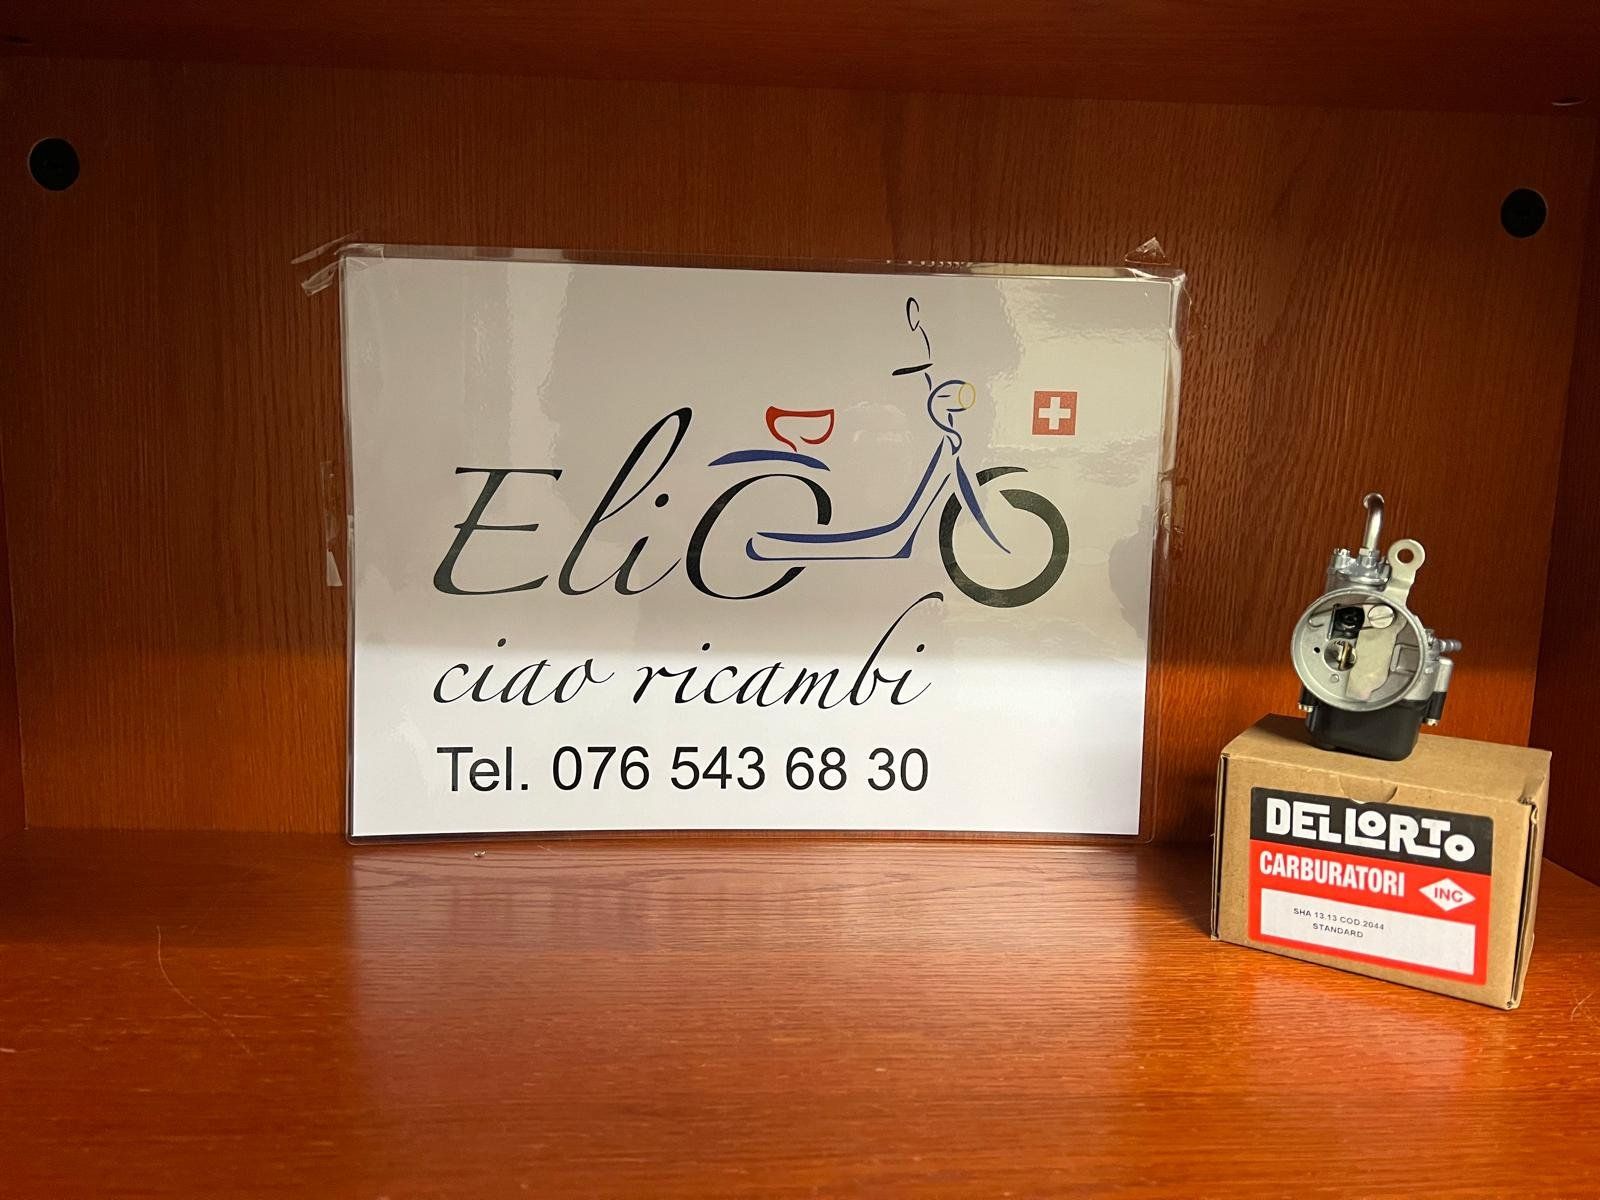 Elio
ciao ricambi
Tel. 076 543 68 30
DELLORTO
CARBURATORI
INC
SHA 13.13 COD.2044
STANDARD